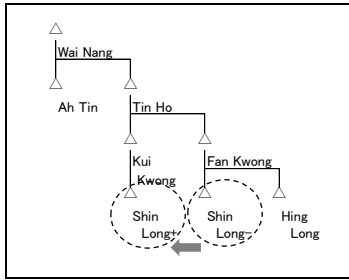 Wai Nang
Ah Tin
Tin Ho
Kui
Kwong
Fan Kwong
Shin
Long+
Shin
Long-
Hing
Long